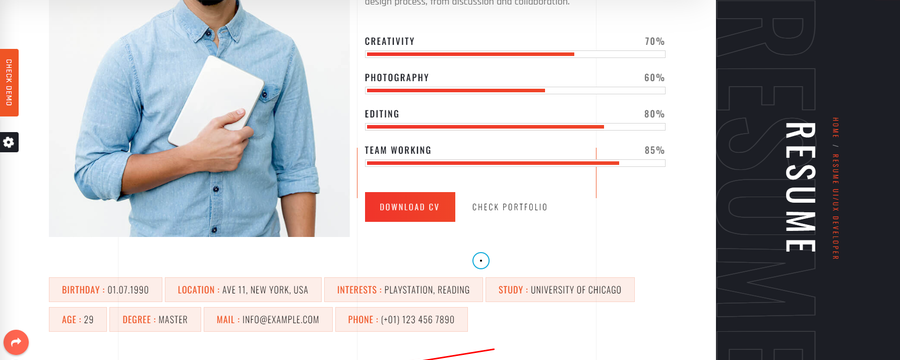 design process, from discussion and collaboration.
CREATIVITY 70%
PHOTOGRAPHY 60%
EDITING 80%
TEAM WORKING 85%
DOWNLOAD CV CHECK PORTFOLIO
BIRTHDAY : 01.07.1990 LOCATION : AVE 11, NEW YORK, USA INTERESTS : PLAYSTATION, READING STUDY : UNIVERSITY OF CHICAGO
AGE : 29 DEGREE : MASTER MAIL : INFO@EXAMPLE.COM PHONE : (+01) 123 456 7890
CHECK DEMO
RESUME
RESUME
HOME / RESUME UI/UX DEVELOPER